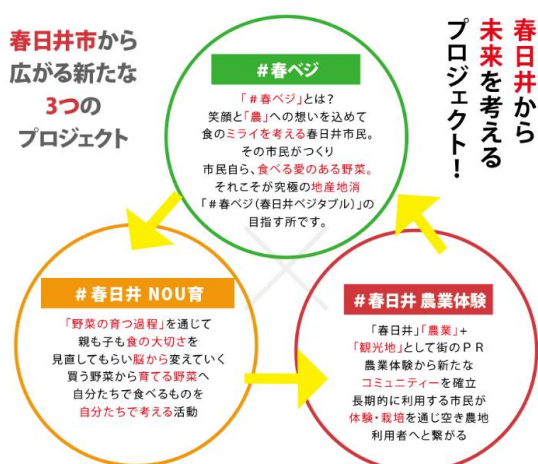 春日井市から
広がる新たな
3つの
プロジェクト
春日井から
未来を考える
プロジェクト！
#春ベジ
「#春ベジ」とは？
笑顔と「農」への想いを込めて
食のミライを考える春日井市民。
その市民がつくり
市民自ら、食べる愛のある野菜。
それこそが究極の地産地消
「#春ベジ(春日井ベジタブル)」の
目指す所です。
#春日井 NOU育
「野菜の育つ過程」を通じて
親も子も食の大切さを
見直してもらい脳から変えていく
買う野菜から育てる野菜へ
自分たちで食べるものを
自分たちで考える活動
#春日井 農業体験
「春日井」「農業」+
「観光地」として街のPR
農業体験から新たな
コミュニティーを確立
長期的に利用する市民が
体験・栽培を通じ空き農地
利用者へと繋がる